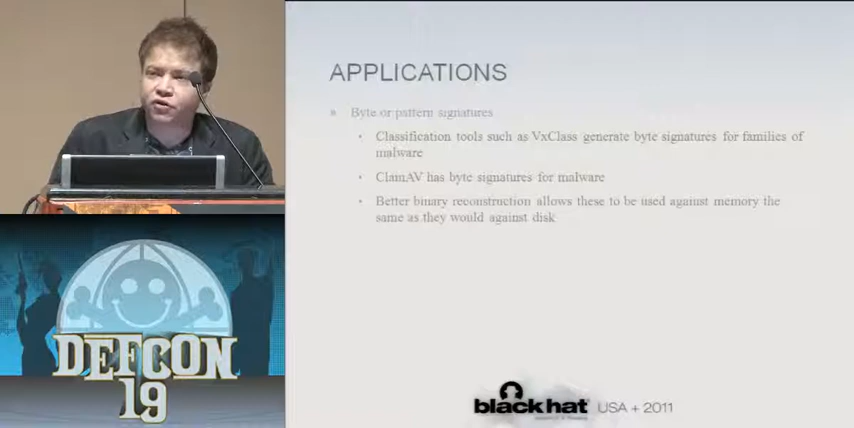 APPLICATIONS
Byte or pattern signatures
Classification tools such as VxClass generate byte signatures for families of
malware
ClamAV has byte signatures for malware
Better binary reconstruction allows these to be used against memory the
same as they would against disk
DEFCON
19
black hat USA + 2011